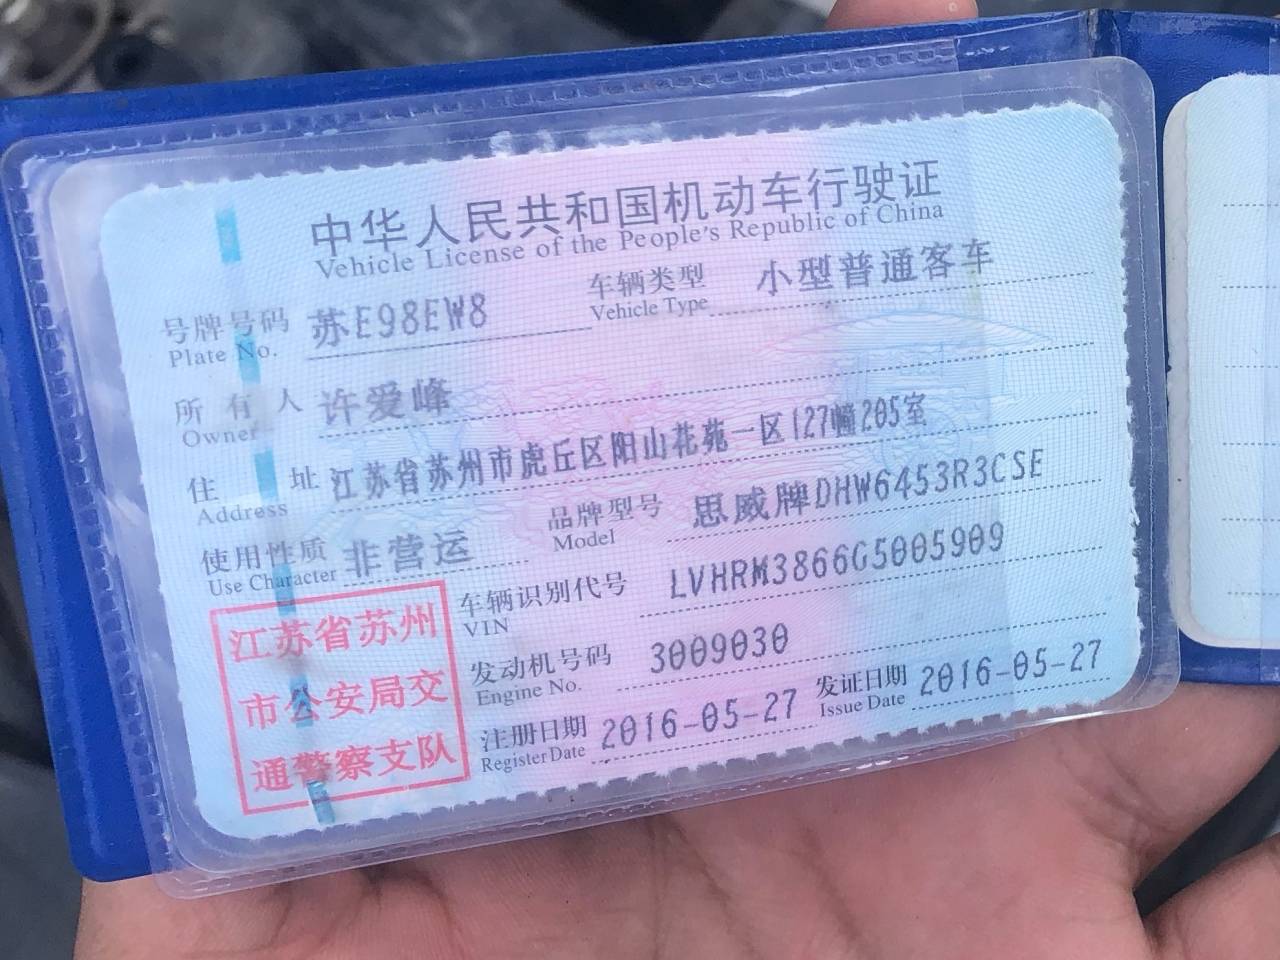 中华人民共和国机动车行驶证
Vehicle License of the People's Republic of China
号牌号码 苏E98EW8 车辆类型 小型普通客车
Plate No. Vehicle Type
所有人 许爱峰
Owner
住址 江苏省苏州市虎丘区阳山花苑一区127幢205室
Address
使用性质 非营运 品牌型号 思威牌DHW6453R3CSE
Use Character Model
车辆识别代号 LVHRM3866G5005909
VIN
发动机号码 3009030
Engine No.
注册日期 2016-05-27 发证日期 2016-05-27
Register Date Issue Date
江苏省苏州
市公安局交
通警察支队